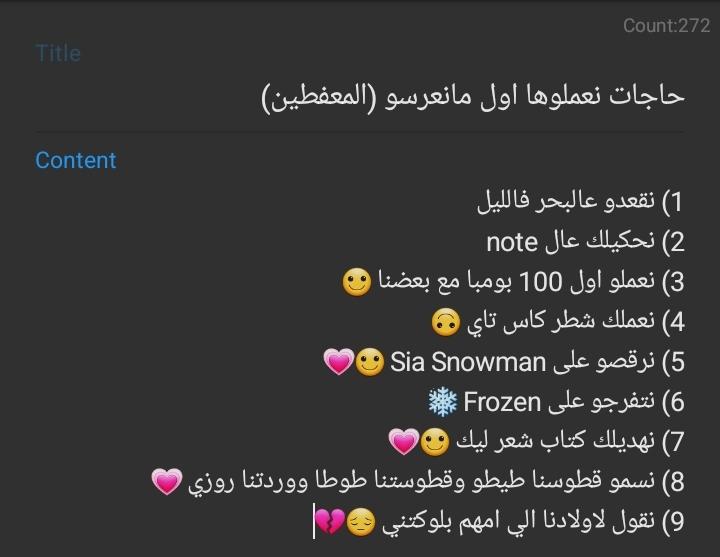 Count:272
Title
حاجات نعملوها اول مانعرسو (المعفطين)
Content
1) نقعدو عالبحر فالليل
2) نحكيلك عال note
3) نعملو اول 100 بومبا مع بعضنا 🙂
4) نعملك شطر كاس تاي 🙃
5) نرقصو على Sia Snowman 🙂💗
6) نتفرجو على Frozen ❄️
7) نهديلك كتاب شعر ليك 🙂💗
8) نسمو قطوسنا طيطو وقطوستنا طوطا ووردتنا روزي 💗
9) نقول لاولادنا الي امهم بلوكتني 😔💔